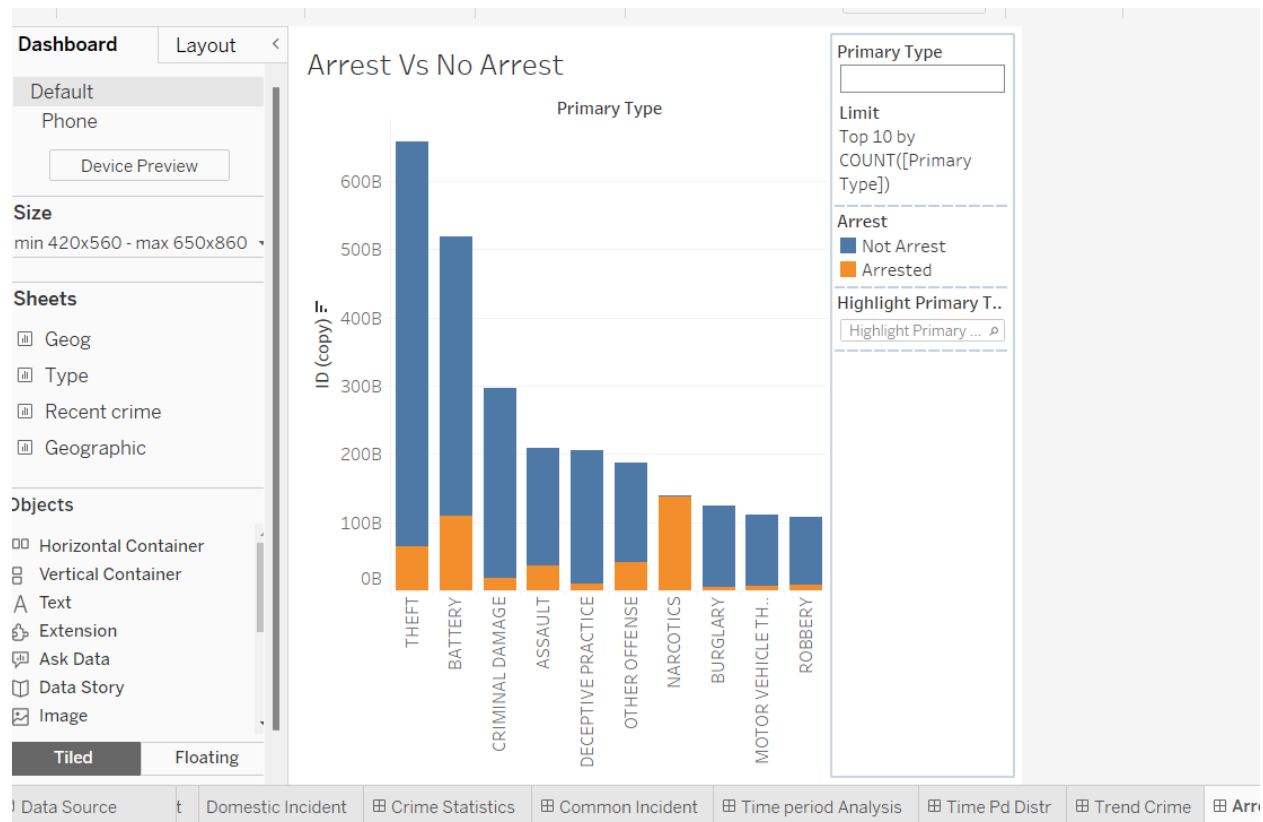 Dashboard
Layout
Default
Phone
Device Preview
Size
min 420x560 - max 650x860
Sheets
Geog
Type
Recent crime
Geographic
Objects
Horizontal Container
Vertical Container
Text
Extension
Ask Data
Data Story
Image
Tiled
Floating
Arrest Vs No Arrest
Primary Type
600B
500B
400B
300B
200B
100B
0B
ID (copy)
THEFT
BATTERY
CRIMINAL DAMAGE
ASSAULT
DECEPTIVE PRACTICE
OTHER OFFENSE
NARCOTICS
BURGLARY
MOTOR VEHICLE TH..
ROBBERY
Primary Type
Limit
Top 10 by
COUNT([Primary
Type])
Arrest
Not Arrest
Arrested
Highlight Primary T..
Highlight Primary ...
Data Source
t
Domestic Incident
Crime Statistics
Common Incident
Time period Analysis
Time Pd Distr
Trend Crime
Arr